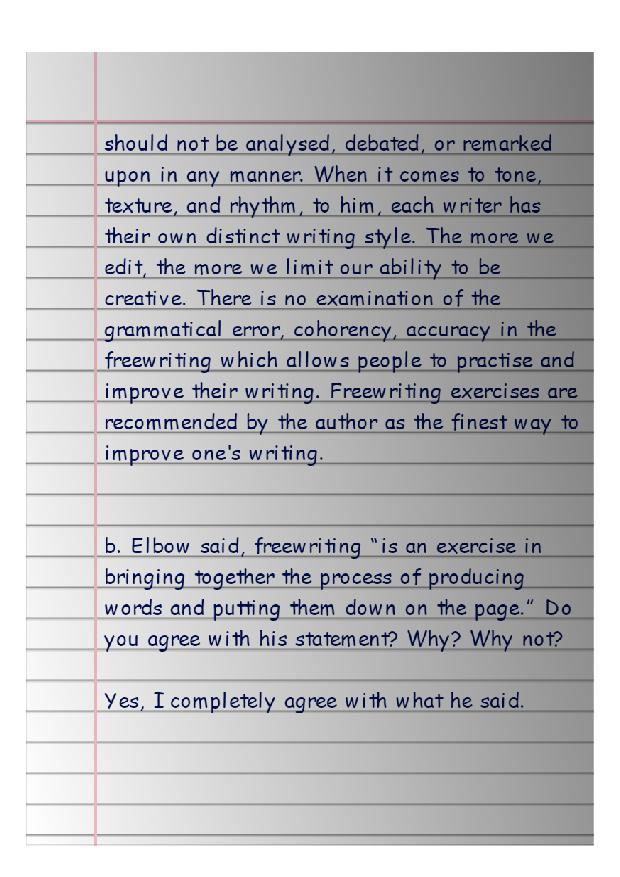 should not be analysed, debated, or remarked
upon in any manner. When it comes to tone,
texture, and rhythm, to him, each writer has
their own distinct writing style. The more we
edit, the more we limit our ability to be
creative. There is no examination of the
grammatical error, cohorency, accuracy in the
freewriting which allows people to practise and
improve their writing. Freewriting exercises are
recommended by the author as the finest way to
improve one's writing.
b. Elbow said, freewriting “is an exercise in
bringing together the process of producing
words and putting them down on the page.” Do
you agree with his statement? Why? Why not?
Yes, I completely agree with what he said.